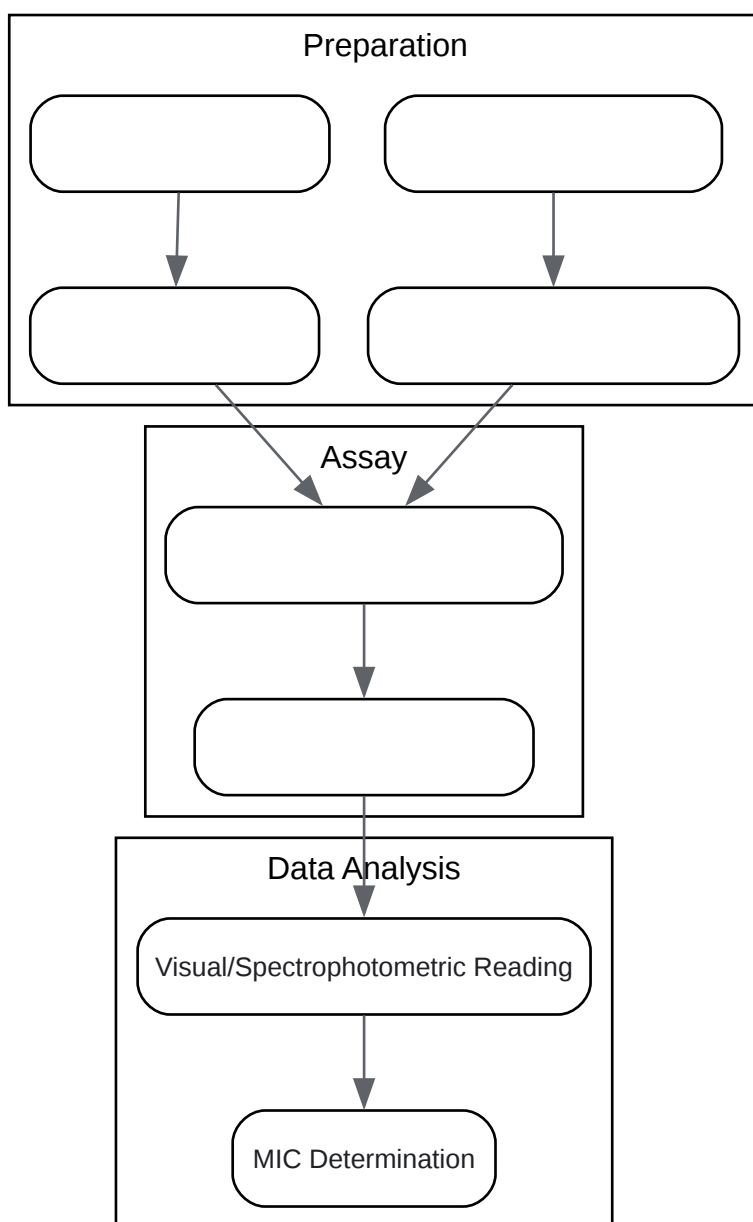 Preparation
Assay
Data Analysis
Visual/Spectrophotometric Reading
MIC Determination